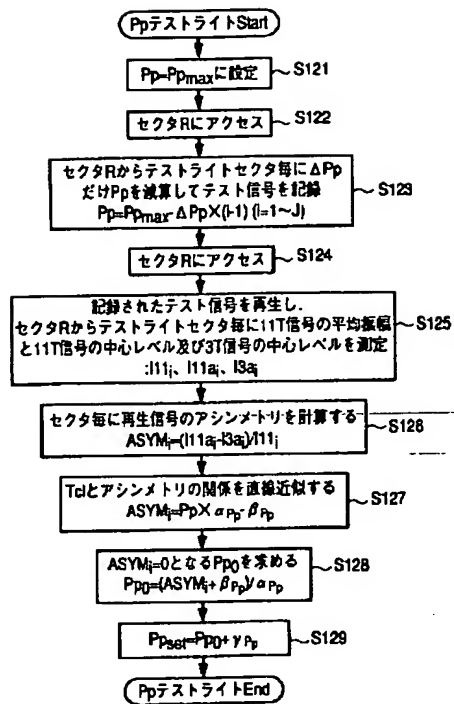 PpテストライトStart
Pp=Ppmaxに設定
S121
セクタRにアクセス
S122
セクタRからテストライトセクタ毎にΔPp
だけPpを減算してテスト信号を記録
Pp=Ppmax-ΔPp×(i-1) (i=1~J)
S123
セクタRにアクセス
S124
記録されたテスト信号を再生し、
セクタRからテストライトセクタ毎に11T信号の平均振幅
と11T信号の中心レベル及び3T信号の中心レベルを測定
:I11i、I11ai、I3ai
S125
セクタ毎に再生信号のアシンメトリを計算する
ASYMi=(I11ai-I3ai)/I11i
S126
Tclとアシンメトリの関係を直線近似する
ASYMi=Pp×αPp-βPp
S127
ASYMi=0となるPp0を求める
Pp0=(ASYMi+βPp)/αPp
S128
Ppset=Pp0+γPp
S129
PpテストライトEnd